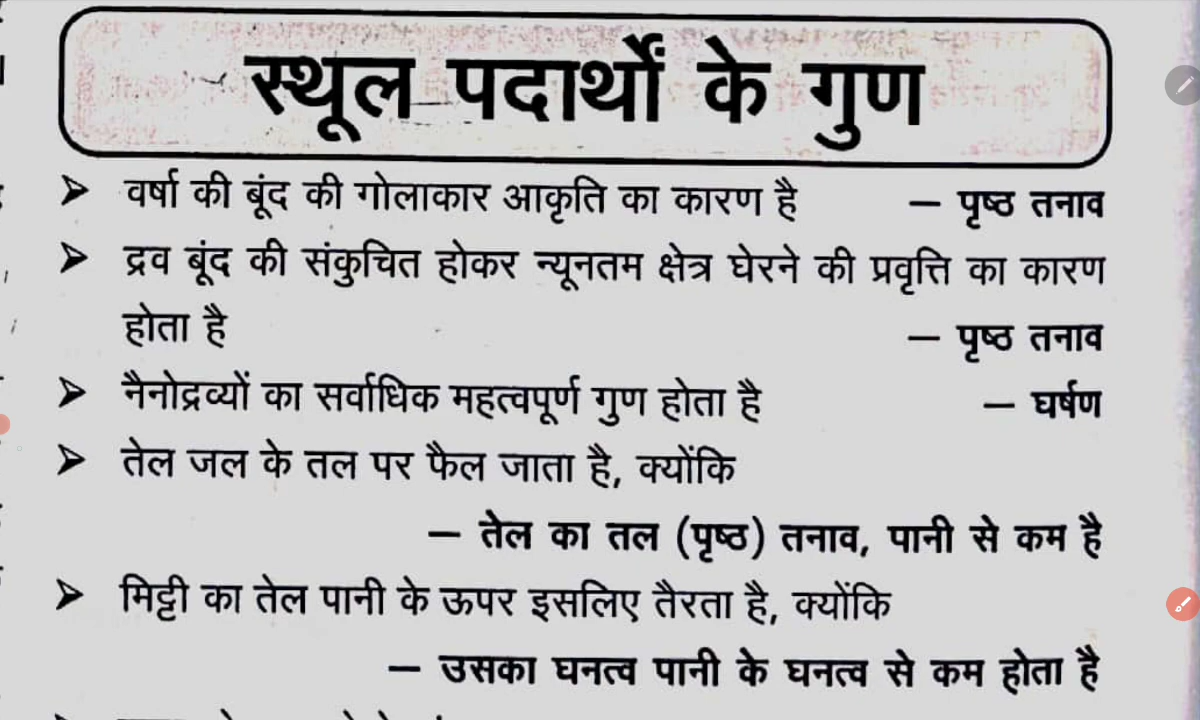 स्थूल पदार्थों के गुण
➢ वर्षा की बूंद की गोलाकार आकृति का कारण है — पृष्ठ तनाव
➢ द्रव बूंद की संकुचित होकर न्यूनतम क्षेत्र घेरने की प्रवृत्ति का कारण
होता है — पृष्ठ तनाव
➢ नैनोद्रव्यों का सर्वाधिक महत्वपूर्ण गुण होता है — घर्षण
➢ तेल जल के तल पर फैल जाता है, क्योंकि
— तेल का तल (पृष्ठ) तनाव, पानी से कम है
➢ मिट्टी का तेल पानी के ऊपर इसलिए तैरता है, क्योंकि
— उसका घनत्व पानी के घनत्व से कम होता है